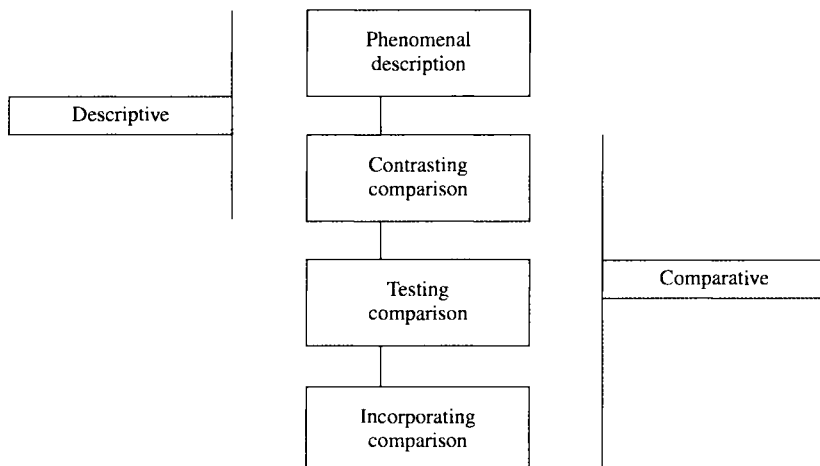 Phenomenal
description
Descriptive
Contrasting
comparison
Testing
comparison
Comparative
Incorporating
comparison